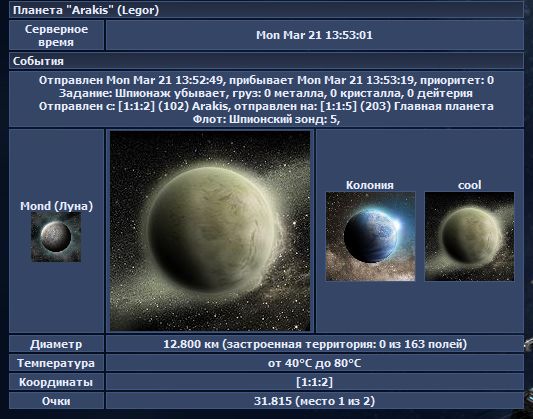 Планета "Arakis" (Legor)
Серверное
время
Mon Mar 21 13:53:01
События
Отправлен Mon Mar 21 13:52:49, прибывает Mon Mar 21 13:53:19, приоритет: 0
Задание: Шпионаж убывает, груз: 0 металла, 0 кристалла, 0 дейтерия
Отправлен с: [1:1:2] (102) Arakis, отправлен на: [1:1:5] (203) Главная планета
Флот: Шпионский зонд: 5,
Mond (Луна)
Колония
cool
Диаметр
12.800 км (застроенная территория: 0 из 163 полей)
Температура
от 40°C до 80°C
Координаты
[1:1:2]
Очки
31.815 (место 1 из 2)